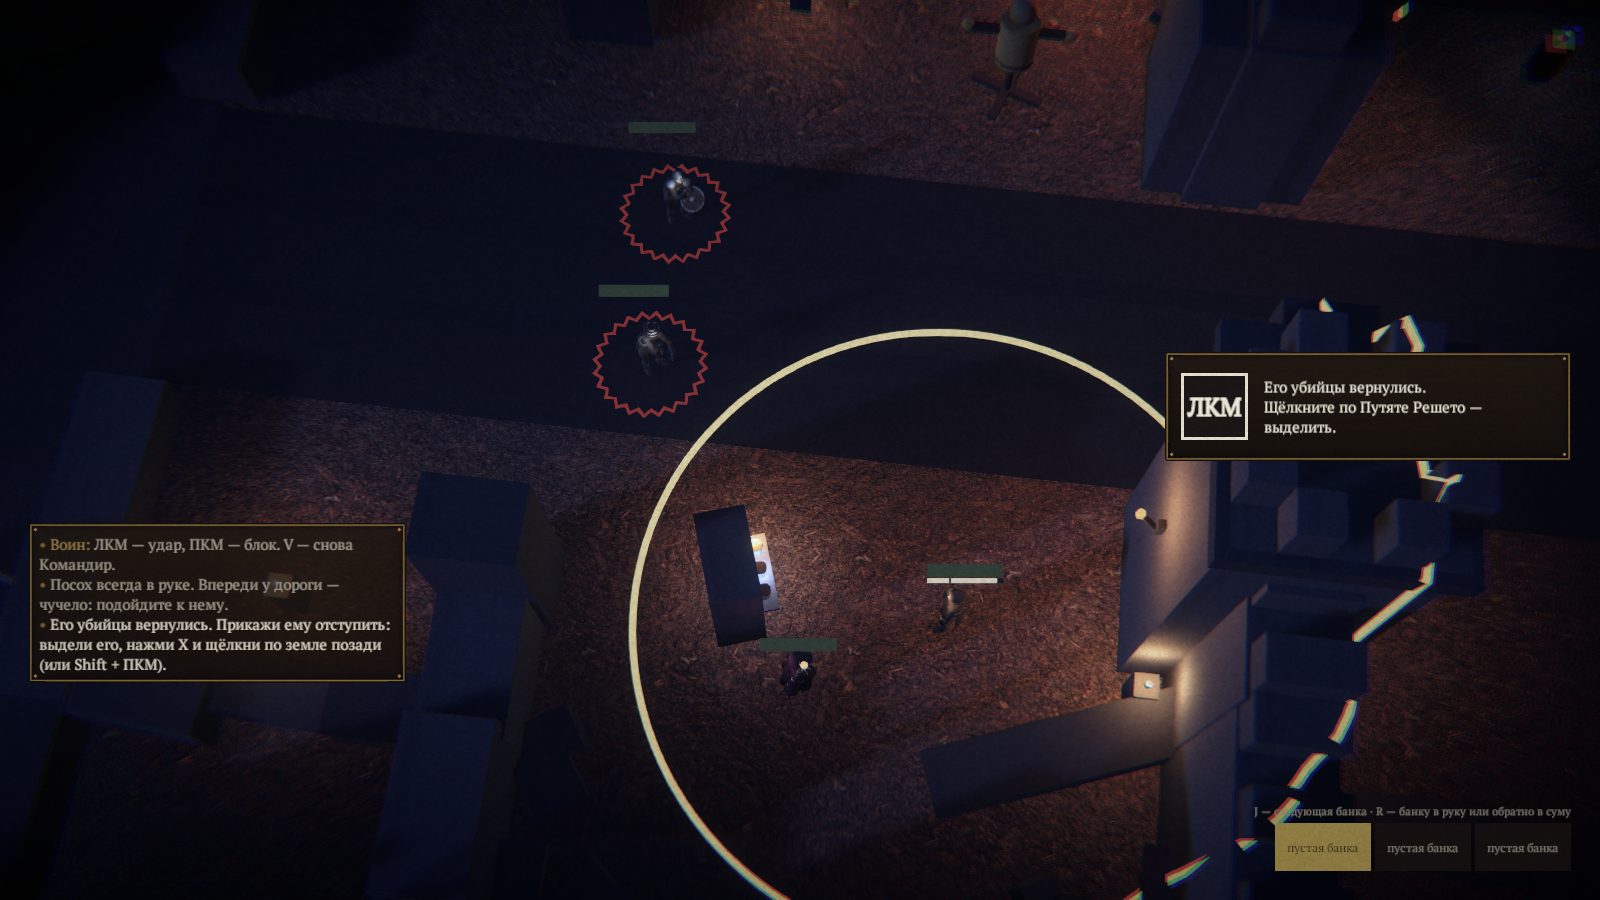 ЛКМ
Его убийцы вернулись.
Щёлкните по Путяте Решето —
выделить.
• Воин: ЛКМ — удар, ПКМ — блок. V — снова
Командир.
• Посох всегда в руке. Впереди у дороги —
чучело: подойдите к нему.
• Его убийцы вернулись. Прикажи ему отступить:
выдели его, нажми X и щёлкни по земле позади
(или Shift + ПКМ).
J — следующая банка · R — банку в руку или обратно в суму
пустая банка
пустая банка
пустая банка